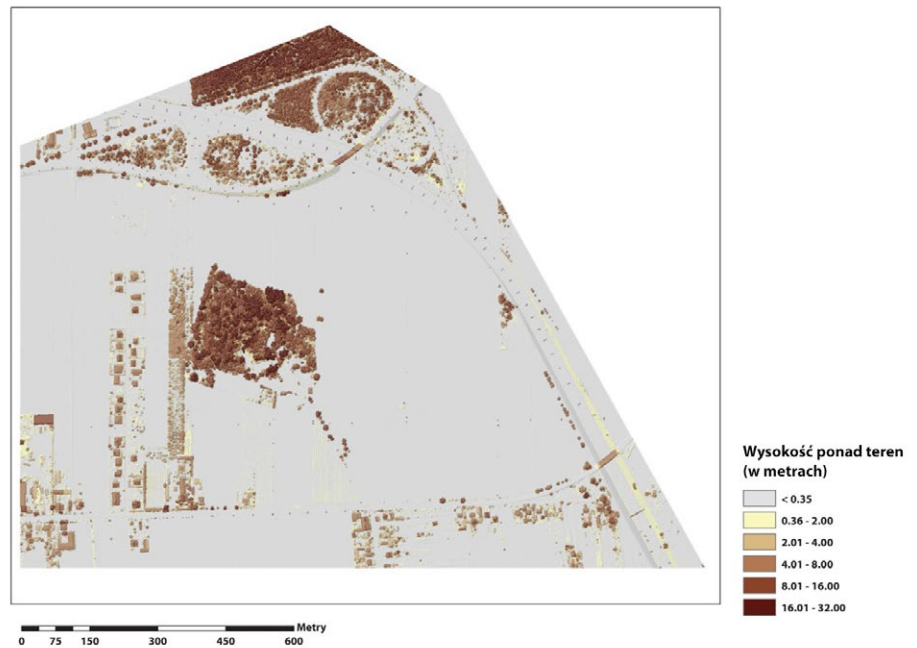 Wysokość ponad teren
(w metrach)
< 0.35
0.36 - 2.00
2.01 - 4.00
4.01 - 8.00
8.01 - 16.00
16.01 - 32.00
Metry
0 75 150 300 450 600